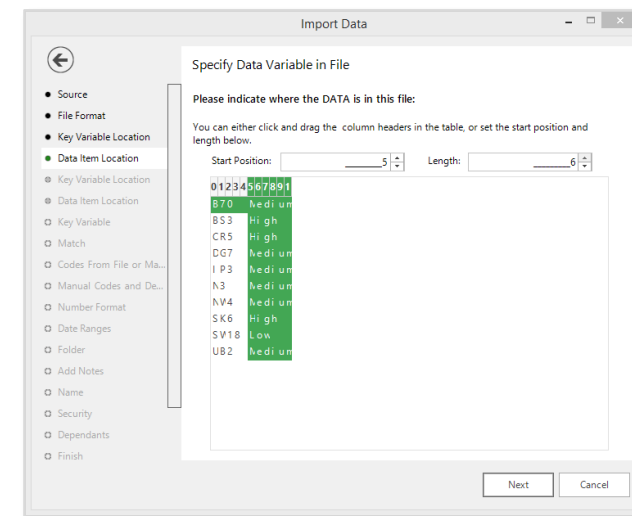 Import Data
Specify Data Variable in File
Source
File Format
Key Variable Location
Data Item Location
Key Variable Location
Data Item Location
Key Variable
Match
Codes From File or Ma...
Manual Codes and De...
Number Format
Date Ranges
Folder
Add Notes
Name
Security
Dependants
Finish
Please indicate where the DATA is in this file:
You can either click and drag the column headers in the table, or set the start position and
length below.
Start Position: 5 Length: 6
01234567891
B70 Medium
BS3 High
CR5 High
DG7 Medium
IP3 Medium
N3 Medium
NW4 Medium
SK6 High
SW18 Low
UB2 Medium
Next Cancel